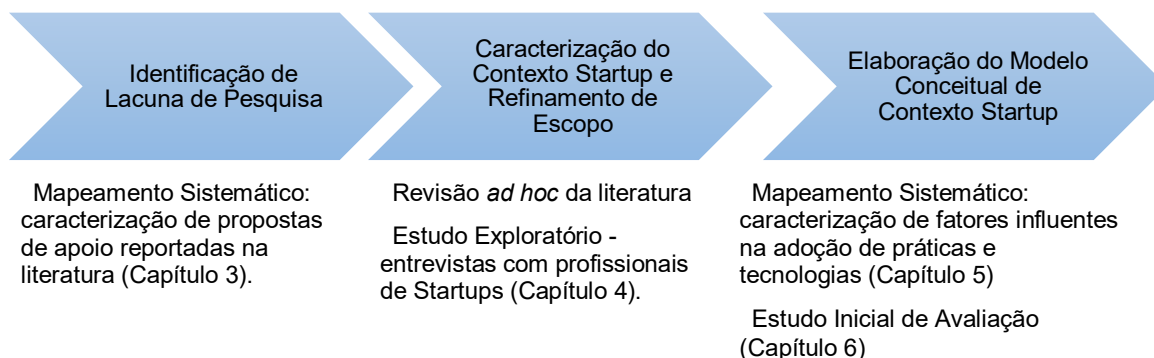 Identificação de
Lacuna de Pesquisa
Caracterização do
Contexto Startup e
Refinamento de
Escopo
Elaboração do Modelo
Conceitual de
Contexto Startup
Mapeamento Sistemático:
caracterização de propostas
de apoio reportadas na
literatura (Capítulo 3).
Revisão ad hoc da literatura
Estudo Exploratório -
entrevistas com profissionais
de Startups (Capítulo 4).
Mapeamento Sistemático:
caracterização de fatores influentes
na adoção de práticas e
tecnologias (Capítulo 5)
Estudo Inicial de Avaliação
(Capítulo 6)